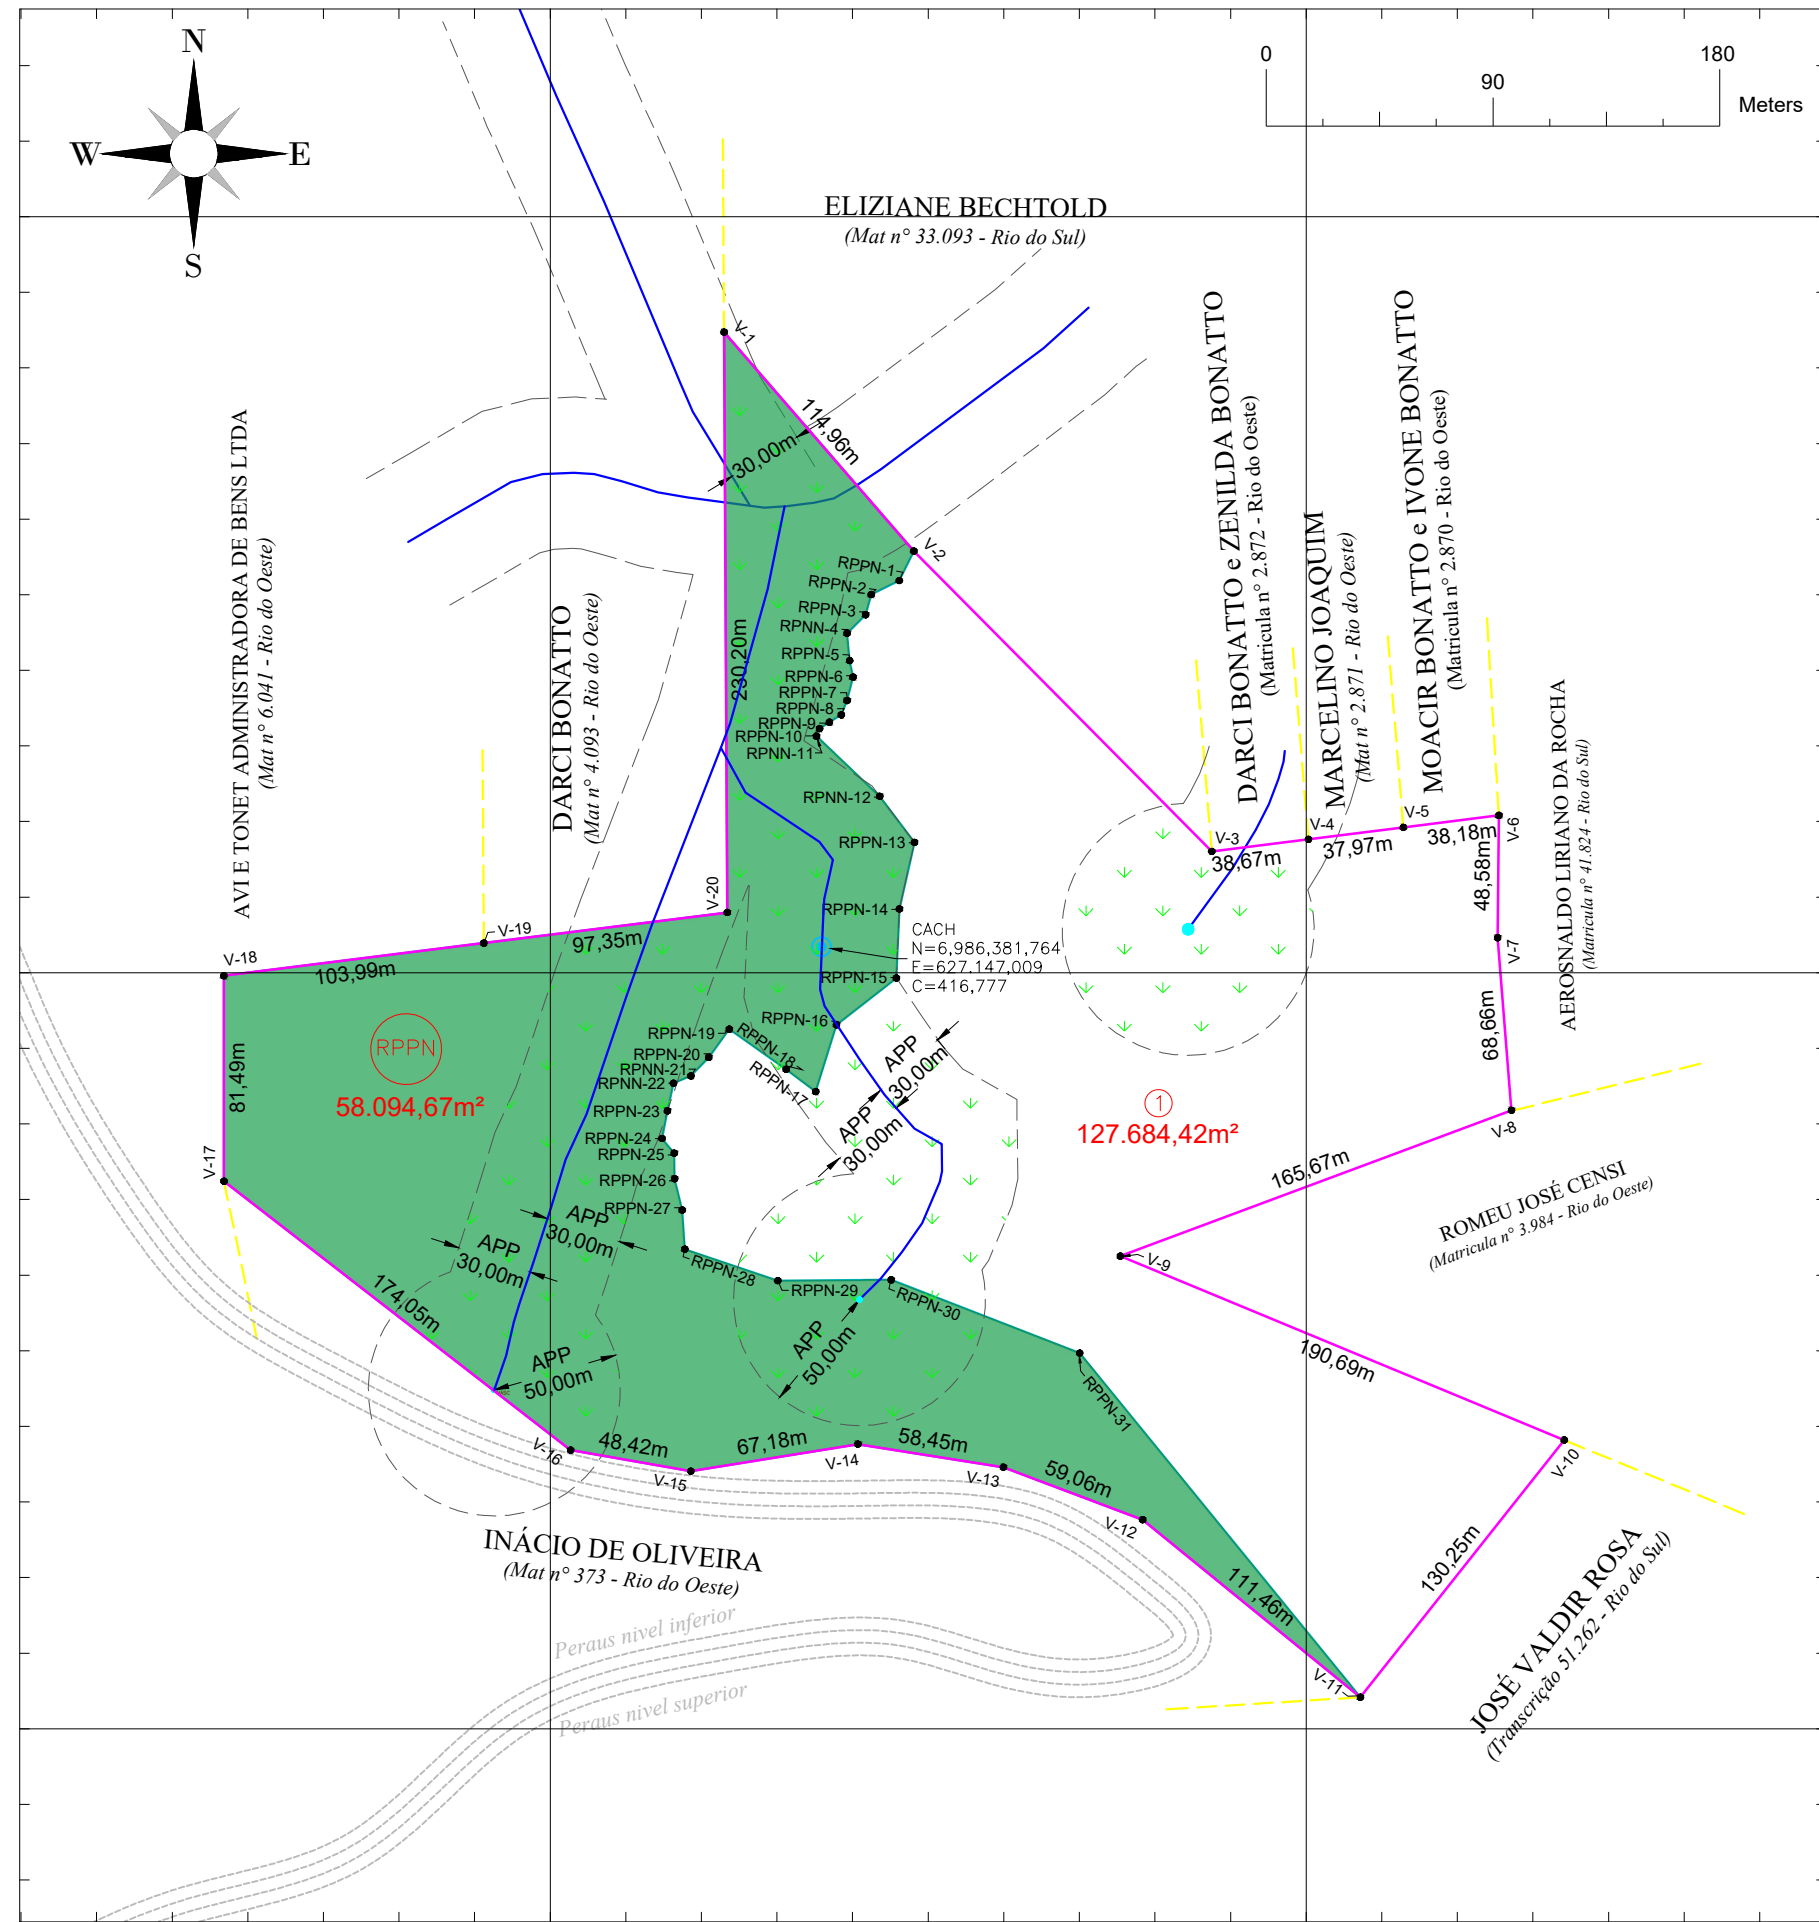 N
W
E
S
0
90
180
Meters
ELIZIANE BECHTOLD
(Mat n° 33.093 - Rio do Sul)
DARCI BONATTO e ZENILDA BONATTO
(Matricula n° 2.872 - Rio do Oeste)
MARCELINO JOAQUIM
(Mat n° 2.871 - Rio do Oeste)
MOACIR BONATTO e IVONE BONATTO
(Matricula n° 2.870 - Rio do Oeste)
AEROSNALDO LIRIANO DA ROCHA
(Matricula n° 41.824 - Rio do Sul)
AVI E TONET ADMINISTRADORA DE BENS LTDA
(Mat n° 6.041 - Rio do Oeste)
DARCI BONATTO
(Mat n° 4.093 - Rio do Oeste)
V-1
114,96m
30,00m
V-2
RPPN-1
RPPN-2
RPPN-3
RPNN-4
RPPN-5
RPPN-6
RPPN-7
RPPN-8
RPPN-9
RPPN-10
RPNN-11
RPNN-12
RPPN-13
RPPN-14
RPPN-15
RPPN-16
RPPN-17
RPPN-18
RPPN-19
RPPN-20
RPNN-21
RPNN-22
RPPN-23
RPPN-24
RPPN-25
RPPN-26
RPPN-27
RPPN-28
RPPN-29
RPPN-30
RPPN-31
230,20m
V-20
V-19
97,35m
V-18
103,99m
81,49m
V-17
RPPN
58.094,67m²
CACH
N=6,986,381,764
E=627.147,009
C=416,777
V-3
38,67m
V-4
37,97m
V-5
38,18m
V-6
48,58m
V-7
68,66m
V-8
165,67m
1
127.684,42m²
APP
30,00m
APP
30,00m
APP
30,00m
APP
30,00m
APP
50,00m
APP
50,00m
174,05m
V-16
48,42m
V-15
67,18m
V-14
58,45m
V-13
59,06m
V-12
111,46m
V-11
130,25m
V-10
190,69m
V-9
ROMEU JOSÉ CENSI
(Matricula n° 3.984 - Rio do Oeste)
JOSÉ VALDIR ROSA
(Transcrição 51.262 - Rio do Sul)
INÁCIO DE OLIVEIRA
(Mat n° 373 - Rio do Oeste)
Peraus nivel inferior
Peraus nivel superior